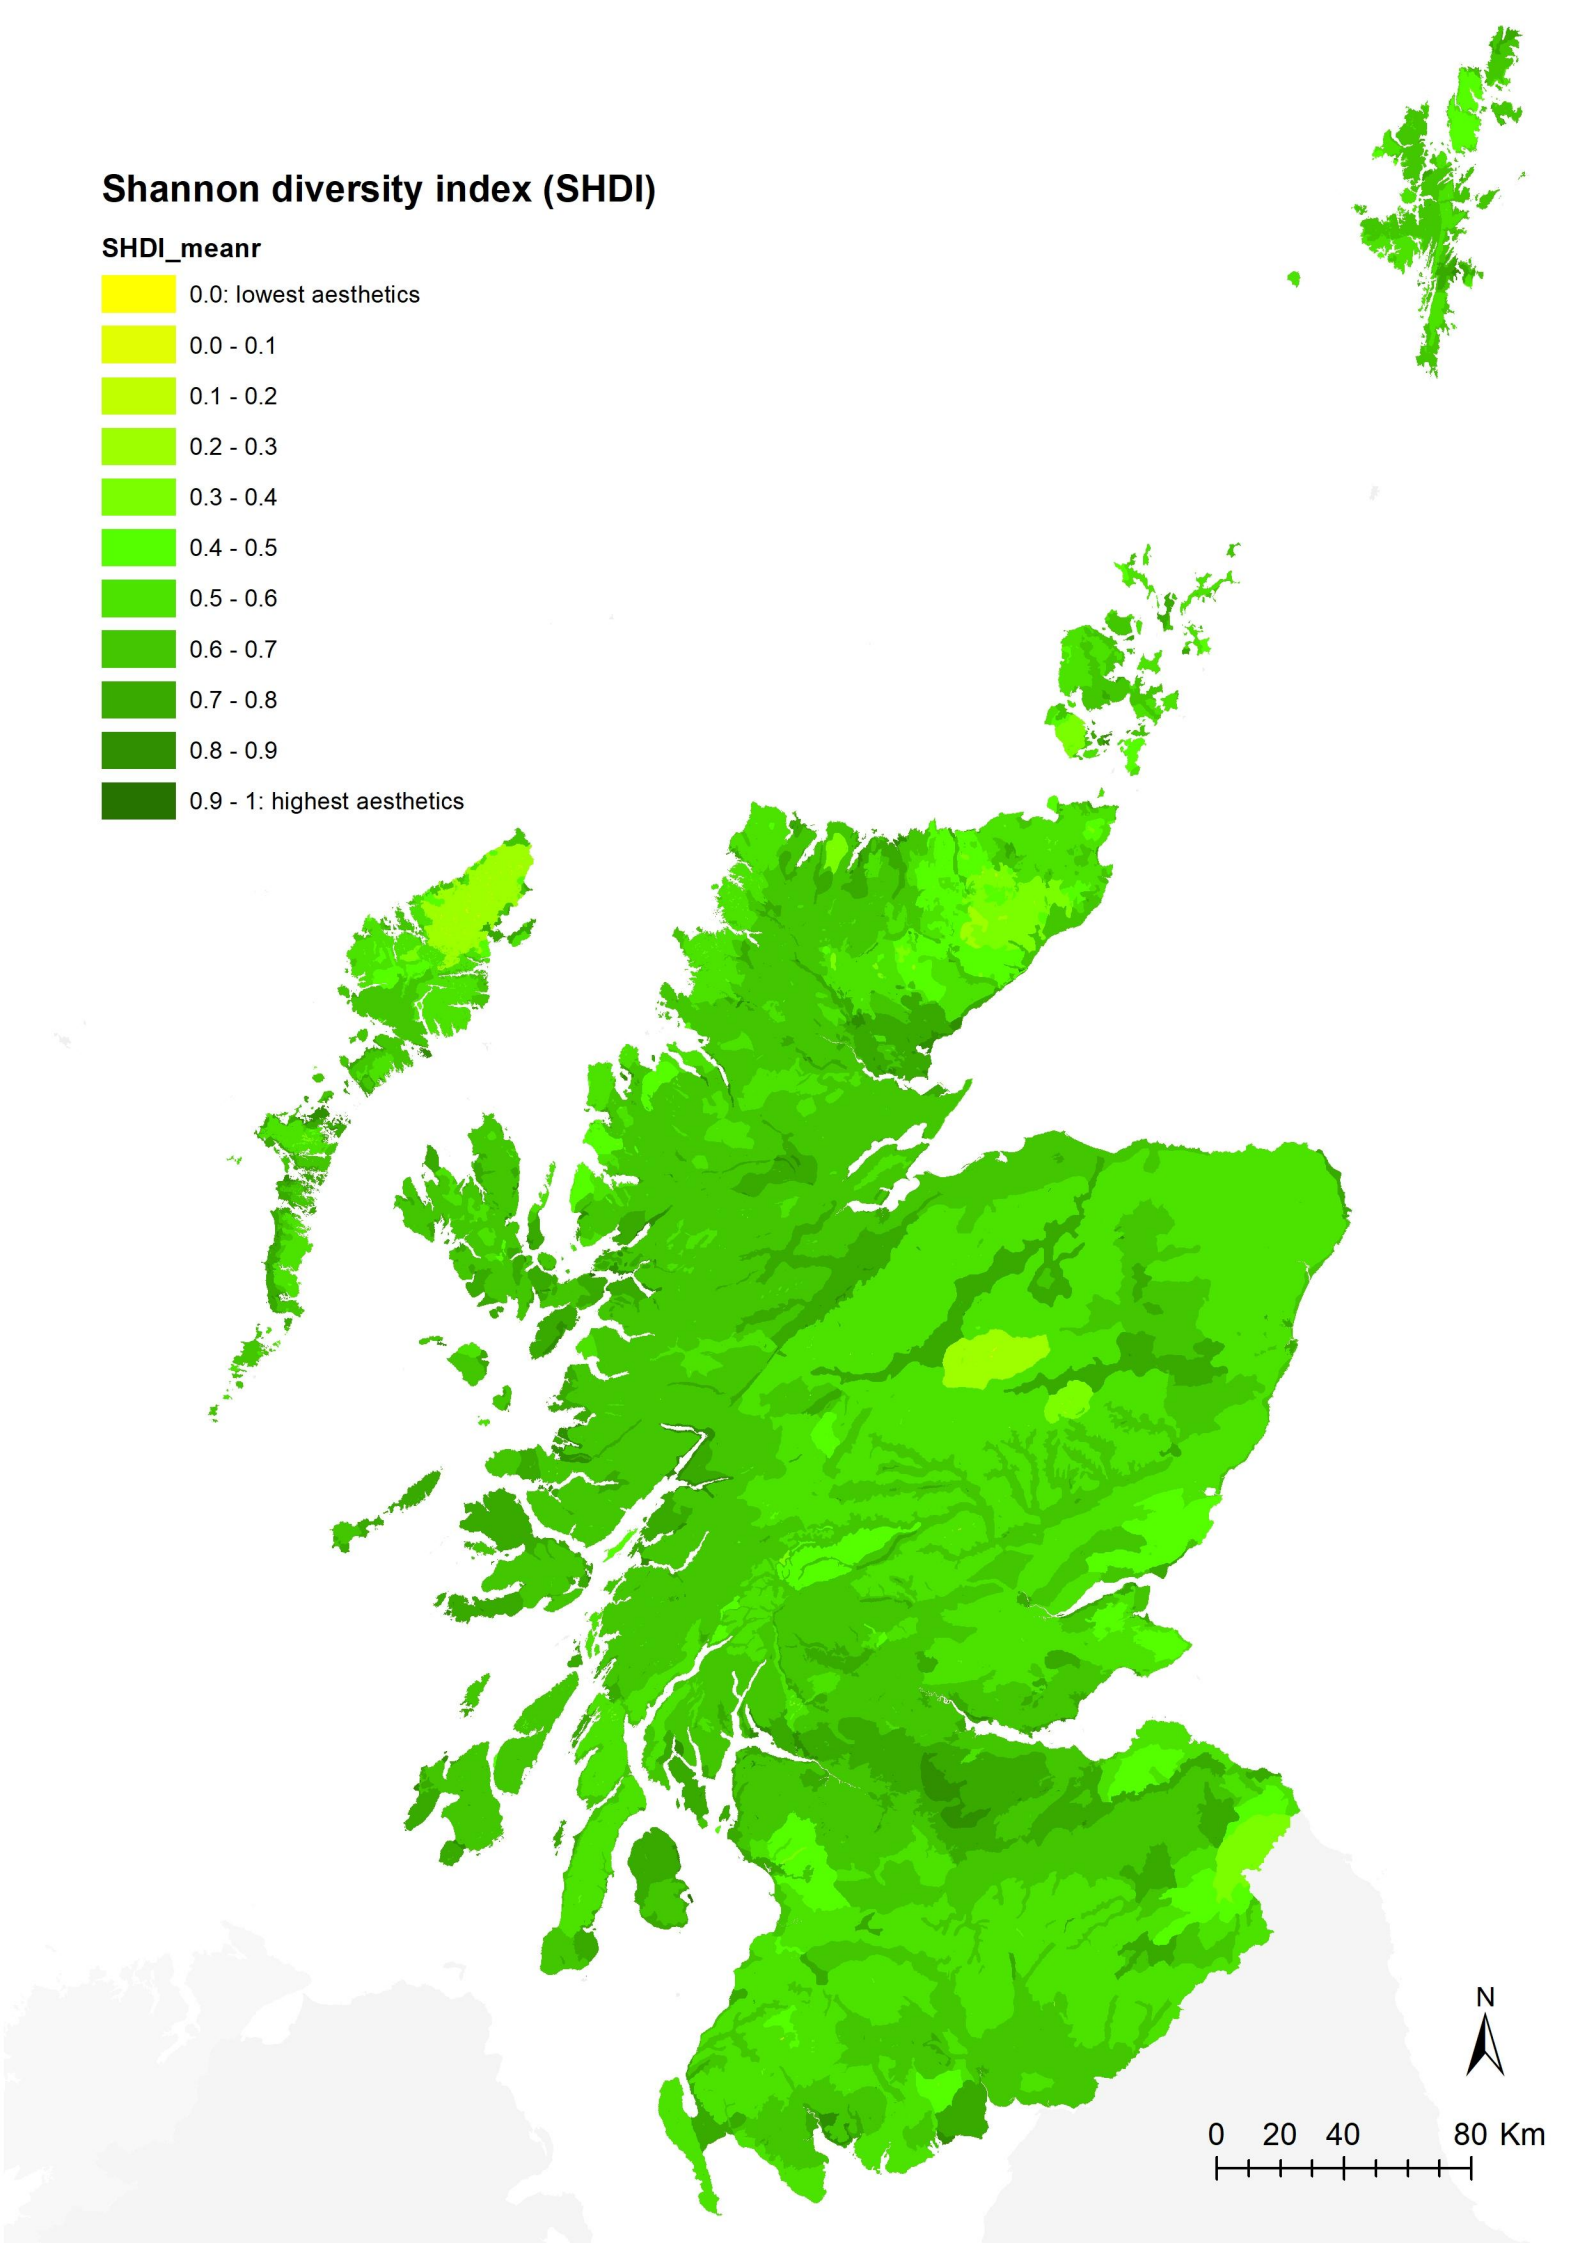 Shannon diversity index (SHDI)
SHDI_meanr
0.0: lowest aesthetics
0.0 - 0.1
0.1 - 0.2
0.2 - 0.3
0.3 - 0.4
0.4 - 0.5
0.5 - 0.6
0.6 - 0.7
0.7 - 0.8
0.8 - 0.9
0.9 - 1: highest aesthetics
N
0 20 40 80 Km